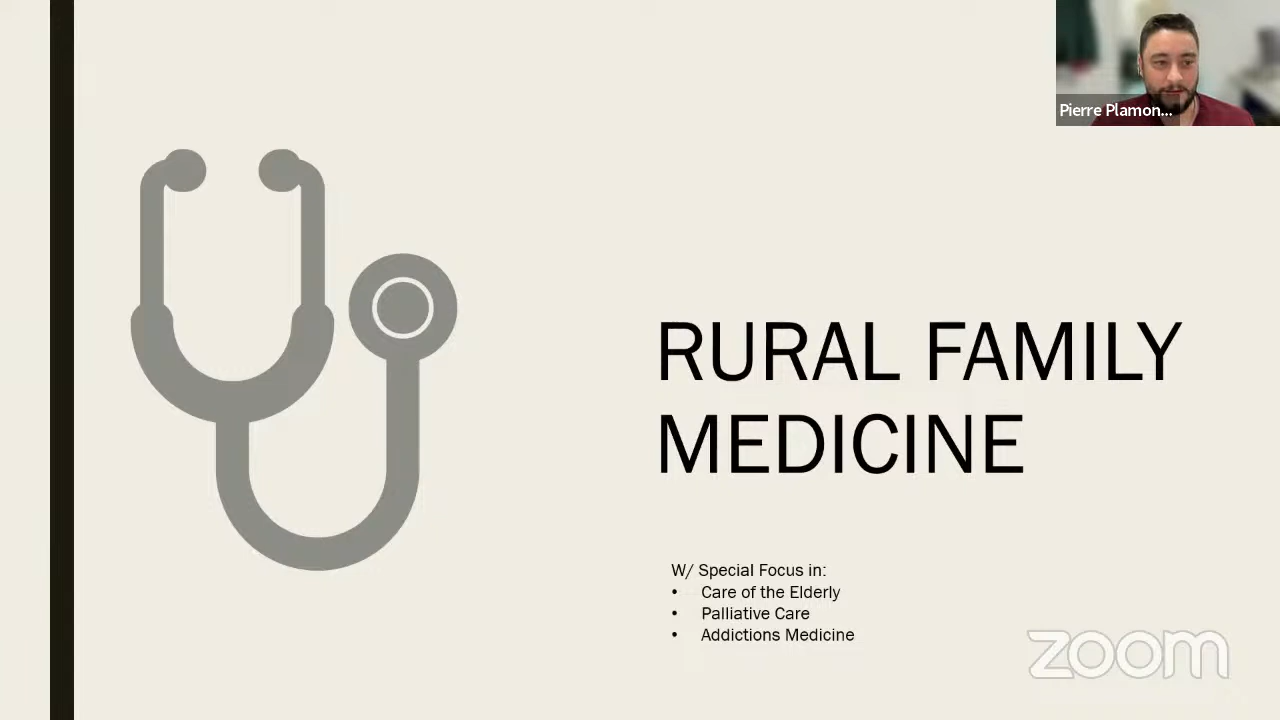 Pierre Plamon...
RURAL FAMILY
MEDICINE
W/ Special Focus in:
• Care of the Elderly
• Palliative Care
• Addictions Medicine
zoom